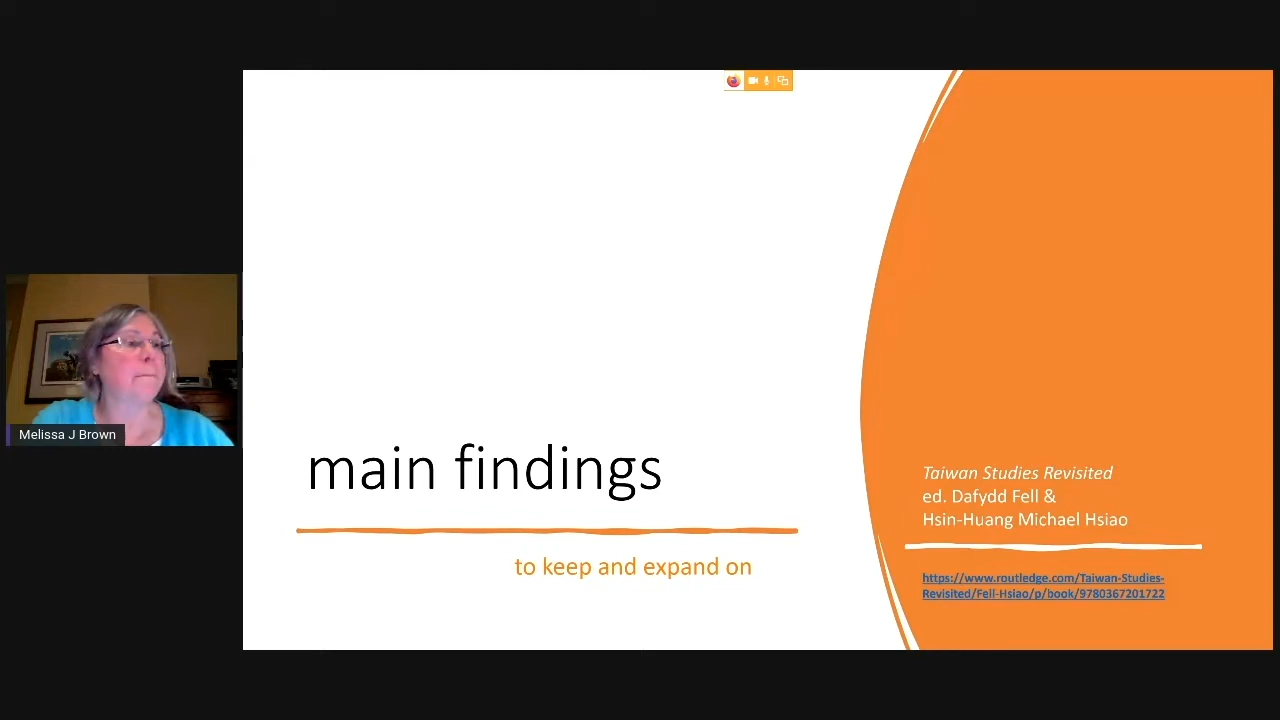 Melissa J Brown
main findings
to keep and expand on
Taiwan Studies Revisited
ed. Dafydd Fell &
Hsin-Huang Michael Hsiao
https://www.routledge.com/Taiwan-Studies-
Revisited/Fell-Hsiao/p/book/9780367201722